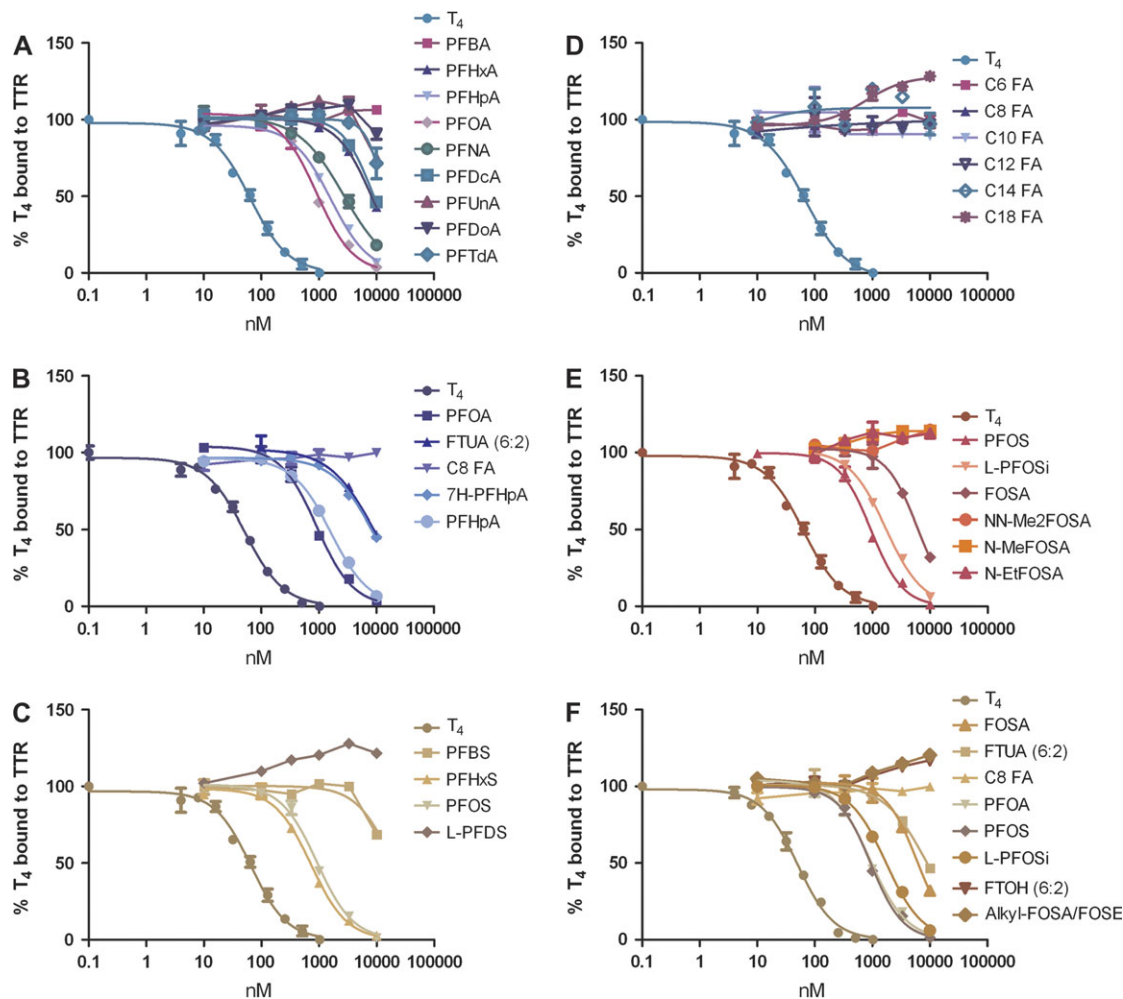 A
% T4 bound to TTR
150
100
50
0
0.1 1 10 100 1000 10000 100000
nM
T4
PFBA
PFHxA
PFHpA
PFOA
PFNA
PFDcA
PFUnA
PFDoA
PFTdA
D
% T4 bound to TTR
150
100
50
0
0.1 1 10 100 1000 10000 100000
nM
T4
C6 FA
C8 FA
C10 FA
C12 FA
C14 FA
C18 FA
B
% T4 bound to TTR
150
100
50
0
0.1 1 10 100 1000 10000 100000
nM
T4
PFOA
FTUA (6:2)
C8 FA
7H-PFHpA
PFHpA
E
% T4 bound to TTR
150
100
50
0
0.1 1 10 100 1000 10000 100000
nM
T4
PFOS
L-PFOSi
FOSA
NN-Me2FOSA
N-MeFOSA
N-EtFOSA
C
% T4 bound to TTR
150
100
50
0
0.1 1 10 100 1000 10000 100000
nM
T4
PFBS
PFHxS
PFOS
L-PFDS
F
% T4 bound to TTR
150
100
50
0
0.1 1 10 100 1000 10000 100000
nM
T4
FOSA
FTUA (6:2)
C8 FA
PFOA
PFOS
L-PFOSi
FTOH (6:2)
Alkyl-FOSA/FOSE